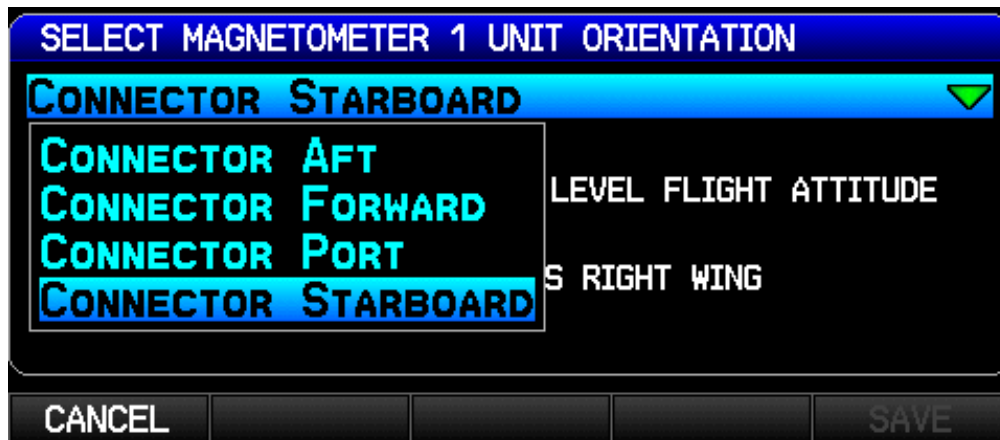 SELECT MAGNETOMETER 1 UNIT ORIENTATION
CONNECTOR STARBOARD
CONNECTOR AFT
CONNECTOR FORWARD
CONNECTOR PORT
CONNECTOR STARBOARD
LEVEL FLIGHT ATTITUDE
RIGHT WING
CANCEL SAVE